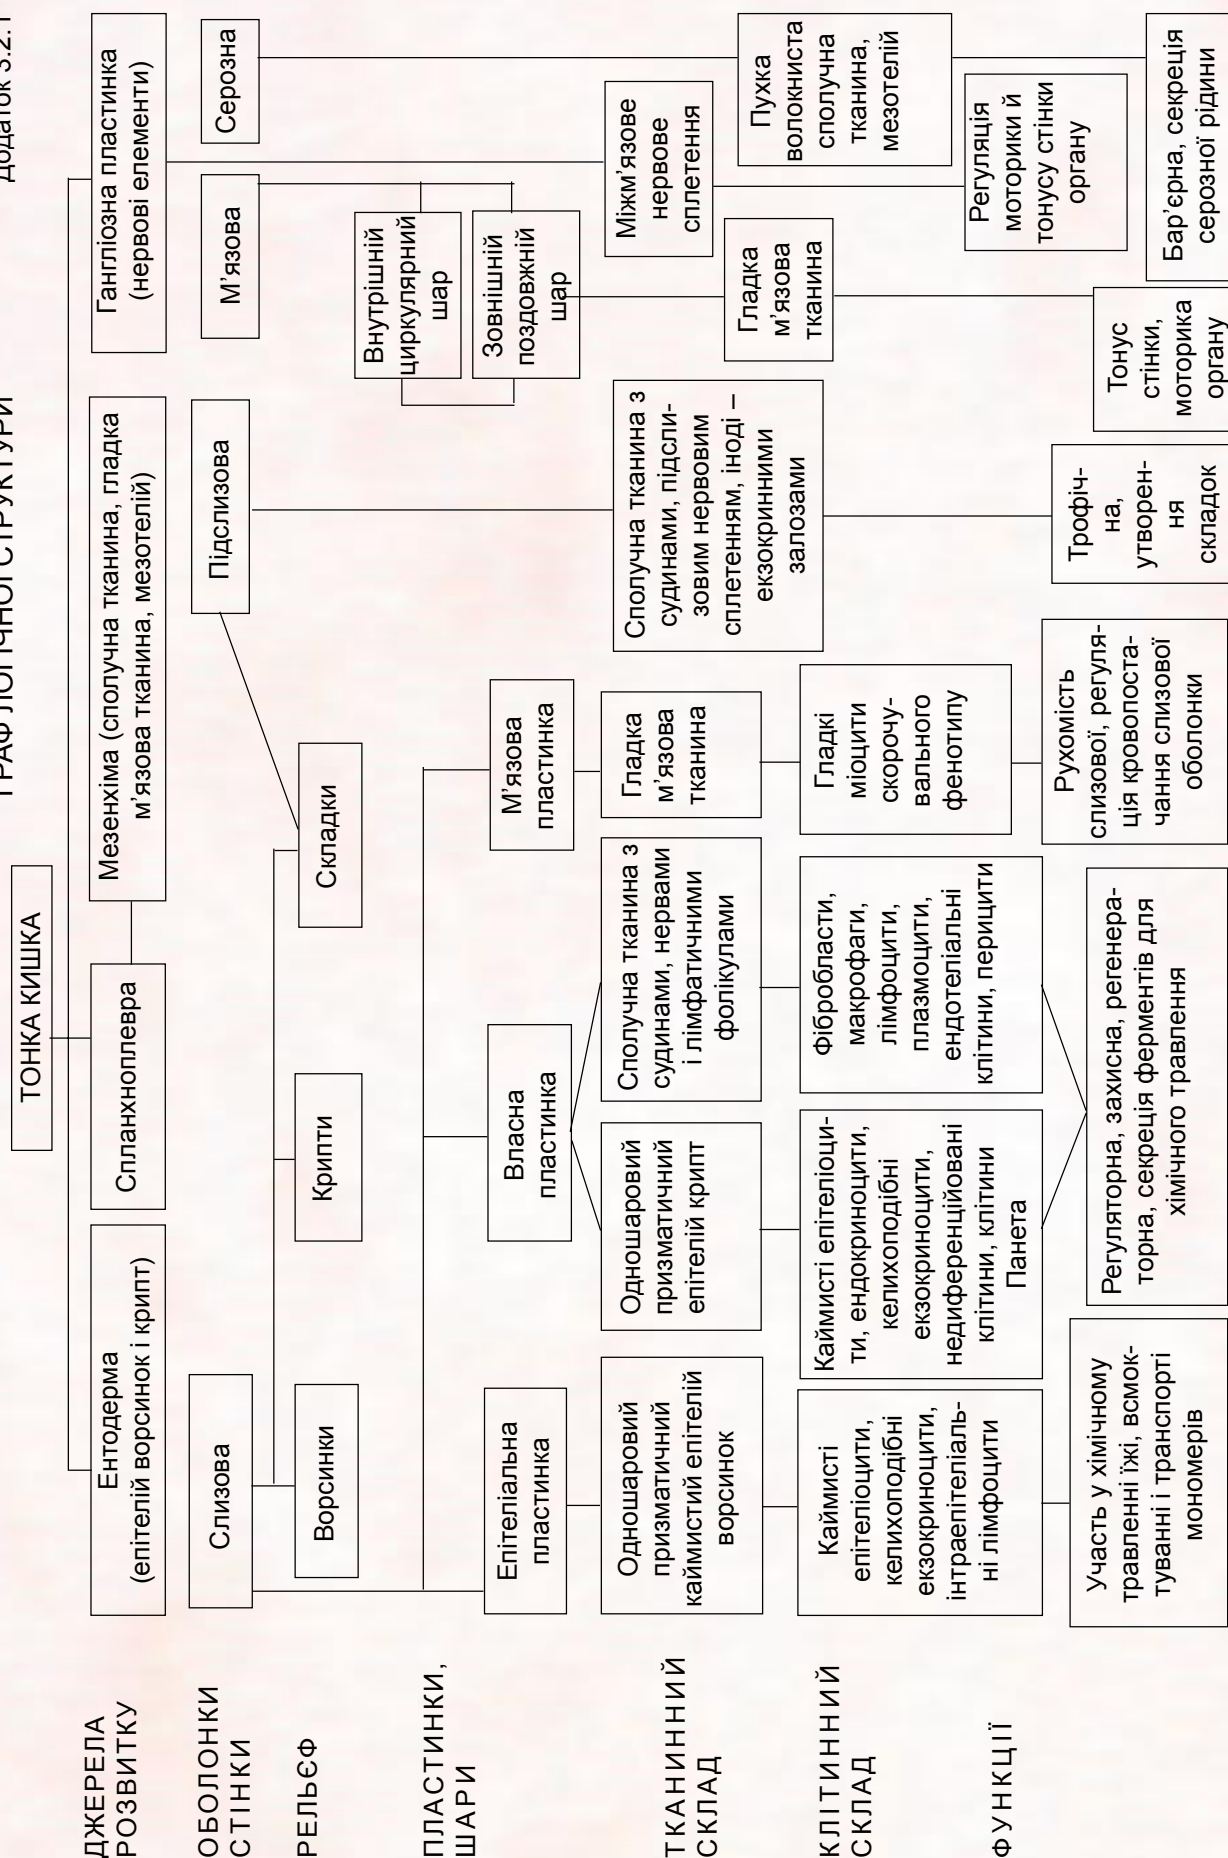 Додаток 3.2.1
ГРАФ ЛОГІЧНОЇ СТРУКТУРИ
ТОНКА КИШКА
ДЖЕРЕЛА
РОЗВИТКУ
Ентодерма
(епітелій ворсинок і крипт)
Спланхноплевра
Мезенхіма (сполучна тканина, гладка
м’язова тканина, мезотелій)
Гангліозна пластинка
(нервові елементи)
ОБОЛОНКИ
СТІНКИ
Слизова
Підслизова
М’язова
Серозна
РЕЛЬЄФ
Ворсинки
Крипти
Складки
ПЛАСТИНКИ,
ШАРИ
Епітеліальна
пластинка
Власна
пластинка
М’язова
пластинка
Внутрішній
циркулярний
шар
Зовнішній
поздовжній
шар
ТКАНИННИЙ
СКЛАД
Одношаровий
призматичний
каймистий епітелій
ворсинок
Одношаровий
призматичний
епітелій крипт
Сполучна тканина з
судинами, нервами
і лімфатичними
фолікулами
Гладка
м’язова
тканина
Сполучна тканина з
судинами, підсли-
зовим нервовим
сплетенням, іноді –
екзокринними
залозами
Гладка
м’язова
тканина
Міжм’язове
нервове
сплетення
Пухка
волокниста
сполучна
тканина,
мезотелій
КЛІТИННИЙ
СКЛАД
Каймисті
епітеліоцити,
келихоподібні
екзокриноцити,
інтраепітеліаль-
ні лімфоцити
Каймисті епітеліоци-
ти, ендокриноцити,
келихоподібні
екзокриноцити,
недиференційовані
клітини, клітини
Панета
Фібробласти,
макрофаги,
лімфоцити,
плазмоцити,
ендотеліальні
клітини, перицити
Гладкі
міоцити
скорочу-
вального
фенотипу
ФУНКЦІЇ
Участь у хімічному
травленні їжі, всмок-
туванні і транспорті
мономерів
Регуляторна, захисна, регенера-
торна, секреція ферментів для
хімічного травлення
Рухомість
слизової, регуля-
ція кровопоста-
чання слизової
оболонки
Трофіч-
на,
утворен-
ня
складок
Тонус
стінки,
моторика
органу
Регуляція
моторики й
тонусу стінки
органу
Бар’єрна, секреція
серозної рідини